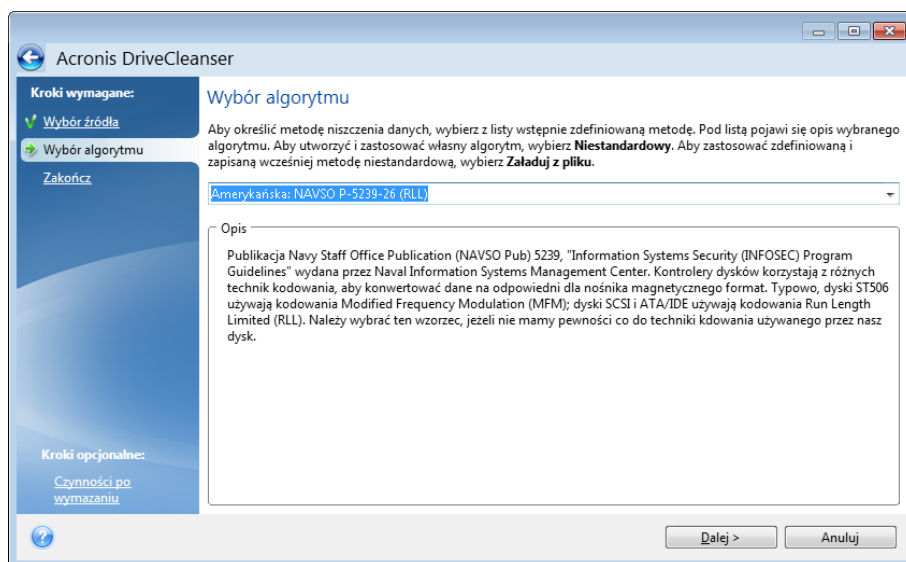 Acronis DriveCleanser
Kroki wymagane:
Wybór źródła
Wybór algorytmu
Zakończ
Wybór algorytmu
Aby określić metodę niszczenia danych, wybierz z listy wstępnie zdefiniowaną metodę. Pod listą pojawi się opis wybranego
algorytmu. Aby utworzyć i zastosować własny algorytm, wybierz Niestandardowy. Aby zastosować zdefiniowaną i
zapisaną wcześniej metodę niestandardową, wybierz Załaduj z pliku.
Amerykańska: NAVSO P-5239-26 (RLL)
Opis
Publikacja Navy Staff Office Publication (NAVSO Pub) 5239, "Information Systems Security (INFOSEC) Program
Guidelines" wydana przez Naval Information Systems Management Center. Kontrolery dysków korzystają z różnych
technik kodowania, aby konwertować dane na odpowiedni dla nośnika magnetycznego format. Typowo, dyski ST506
używają kodowania Modified Frequency Modulation (MFM); dyski SCSI i ATA/IDE używają kodowania Run Length
Limited (RLL). Należy wybrać ten wzorzec, jeżeli nie mamy pewności co do techniki kdowania używanego przez nasz
dysk.
Kroki opcjonalne:
Czynności po
wymazaniu
Dalej >
Anuluj